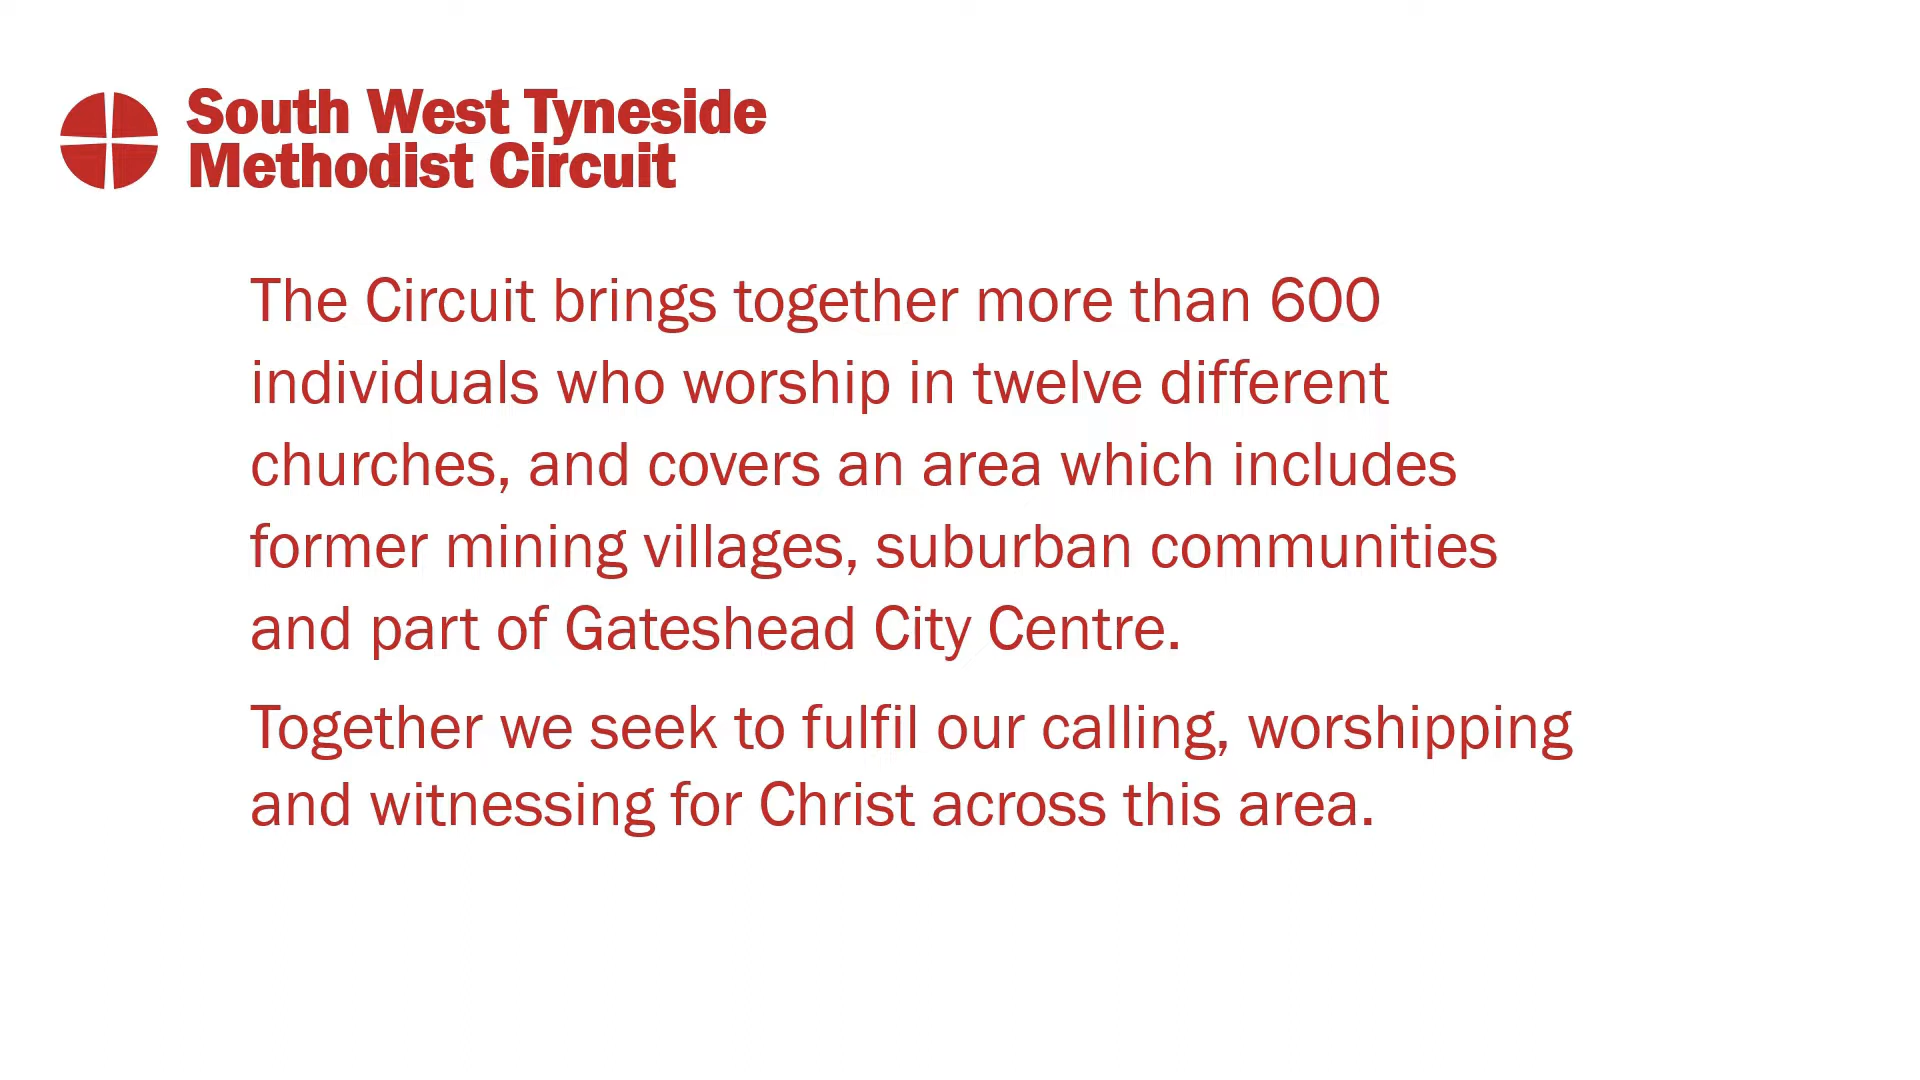 South West Tyneside
Methodist Circuit
The Circuit brings together more than 600
individuals who worship in twelve different
churches, and covers an area which includes
former mining villages, suburban communities
and part of Gateshead City Centre.
Together we seek to fulfil our calling, worshipping
and witnessing for Christ across this area.